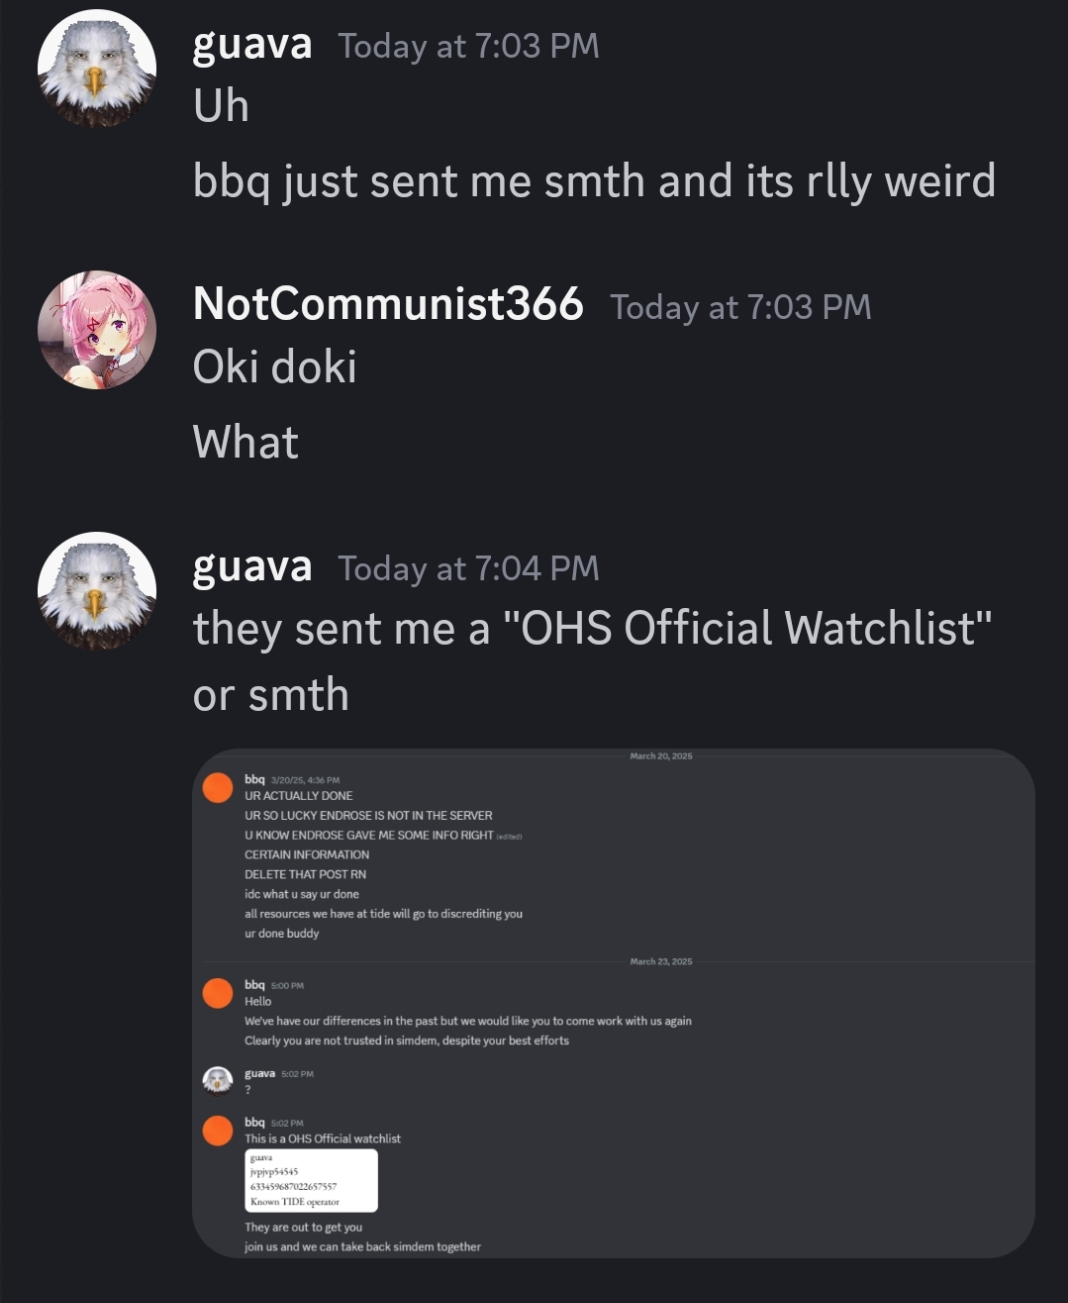 guava Today at 7:03 PM
Uh
bbq just sent me smth and its rlly weird
NotCommunist366 Today at 7:03 PM
Oki doki
What
guava Today at 7:04 PM
they sent me a "OHS Official Watchlist"
or smth
March 20, 2025
bbq 3/20/25, 4:36 PM
UR ACTUALLY DONE
UR SO LUCKY ENDROSE IS NOT IN THE SERVER
U KNOW ENDROSE GAVE ME SOME INFO RIGHT (edited)
CERTAIN INFORMATION
DELETE THAT POST RN
idc what u say ur done
all resources we have at tide will go to discrediting you
ur done buddy
March 23, 2025
bbq 5:00 PM
Hello
We've have our differences in the past but we would like you to come work with us again
Clearly you are not trusted in simdem, despite your best efforts
guava 5:02 PM
?
bbq 5:02 PM
This is a OHS Official watchlist
guava
jvpjvp54545
633459687022657557
Known TIDE operator
They are out to get you
join us and we can take back simdem together